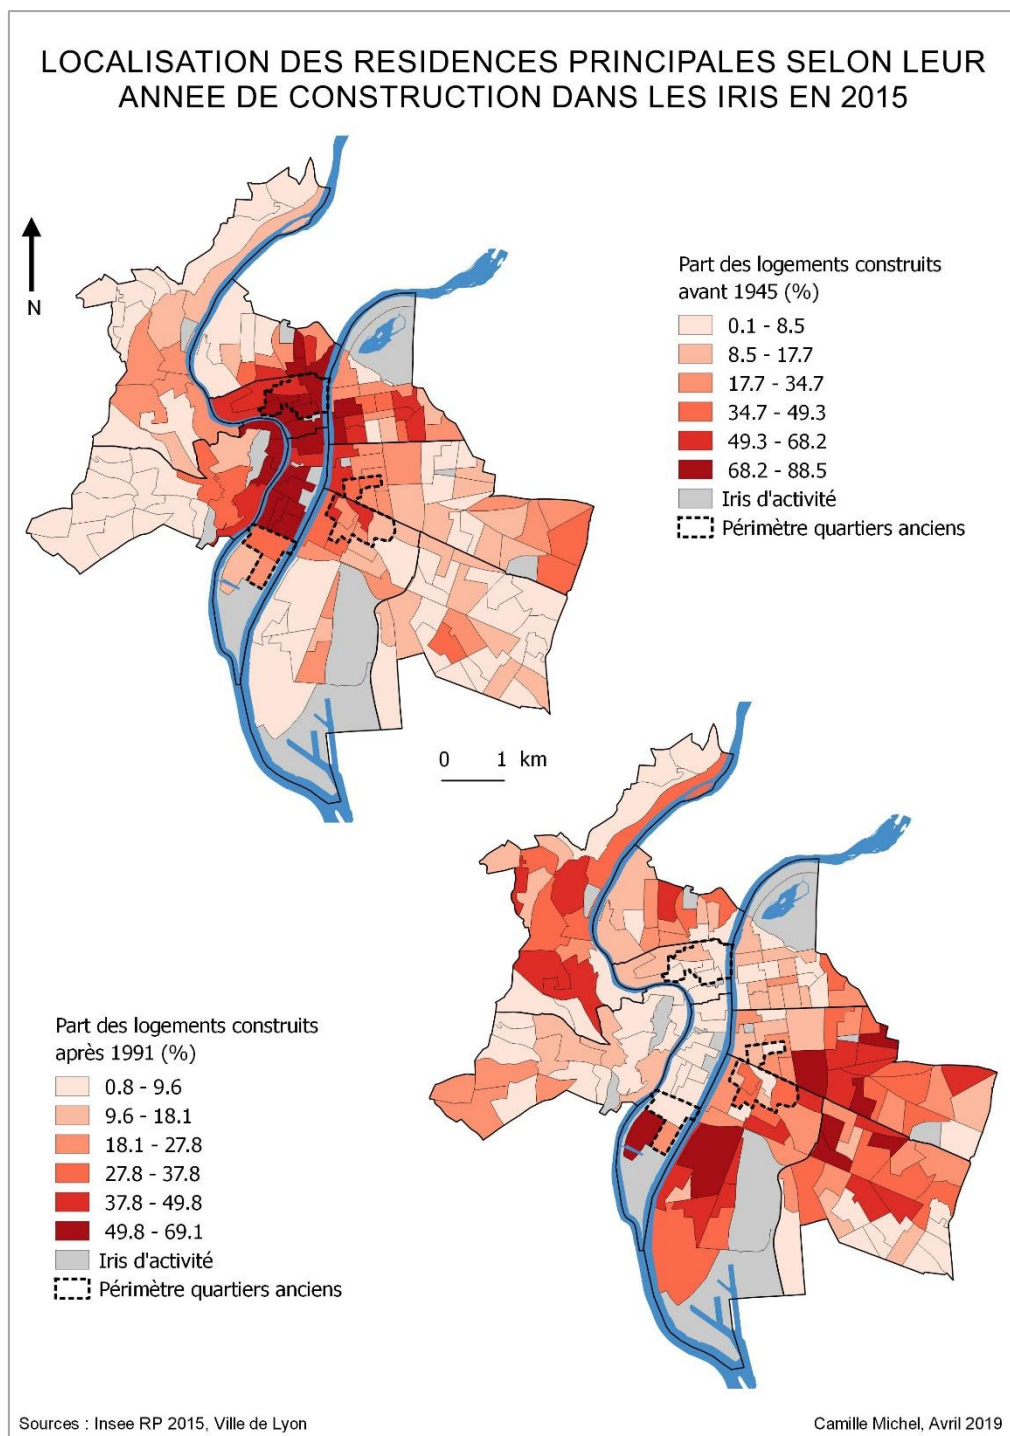 LOCALISATION DES RESIDENCES PRINCIPALES SELON LEUR
ANNEE DE CONSTRUCTION DANS LES IRIS EN 2015
N
Part des logements construits
avant 1945 (%)
0.1 - 8.5
8.5 - 17.7
17.7 - 34.7
34.7 - 49.3
49.3 - 68.2
68.2 - 88.5
Iris d'activité
Périmètre quartiers anciens
0 1 km
Part des logements construits
après 1991 (%)
0.8 - 9.6
9.6 - 18.1
18.1 - 27.8
27.8 - 37.8
37.8 - 49.8
49.8 - 69.1
Iris d'activité
Périmètre quartiers anciens
Sources : Insee RP 2015, Ville de Lyon
Camille Michel, Avril 2019